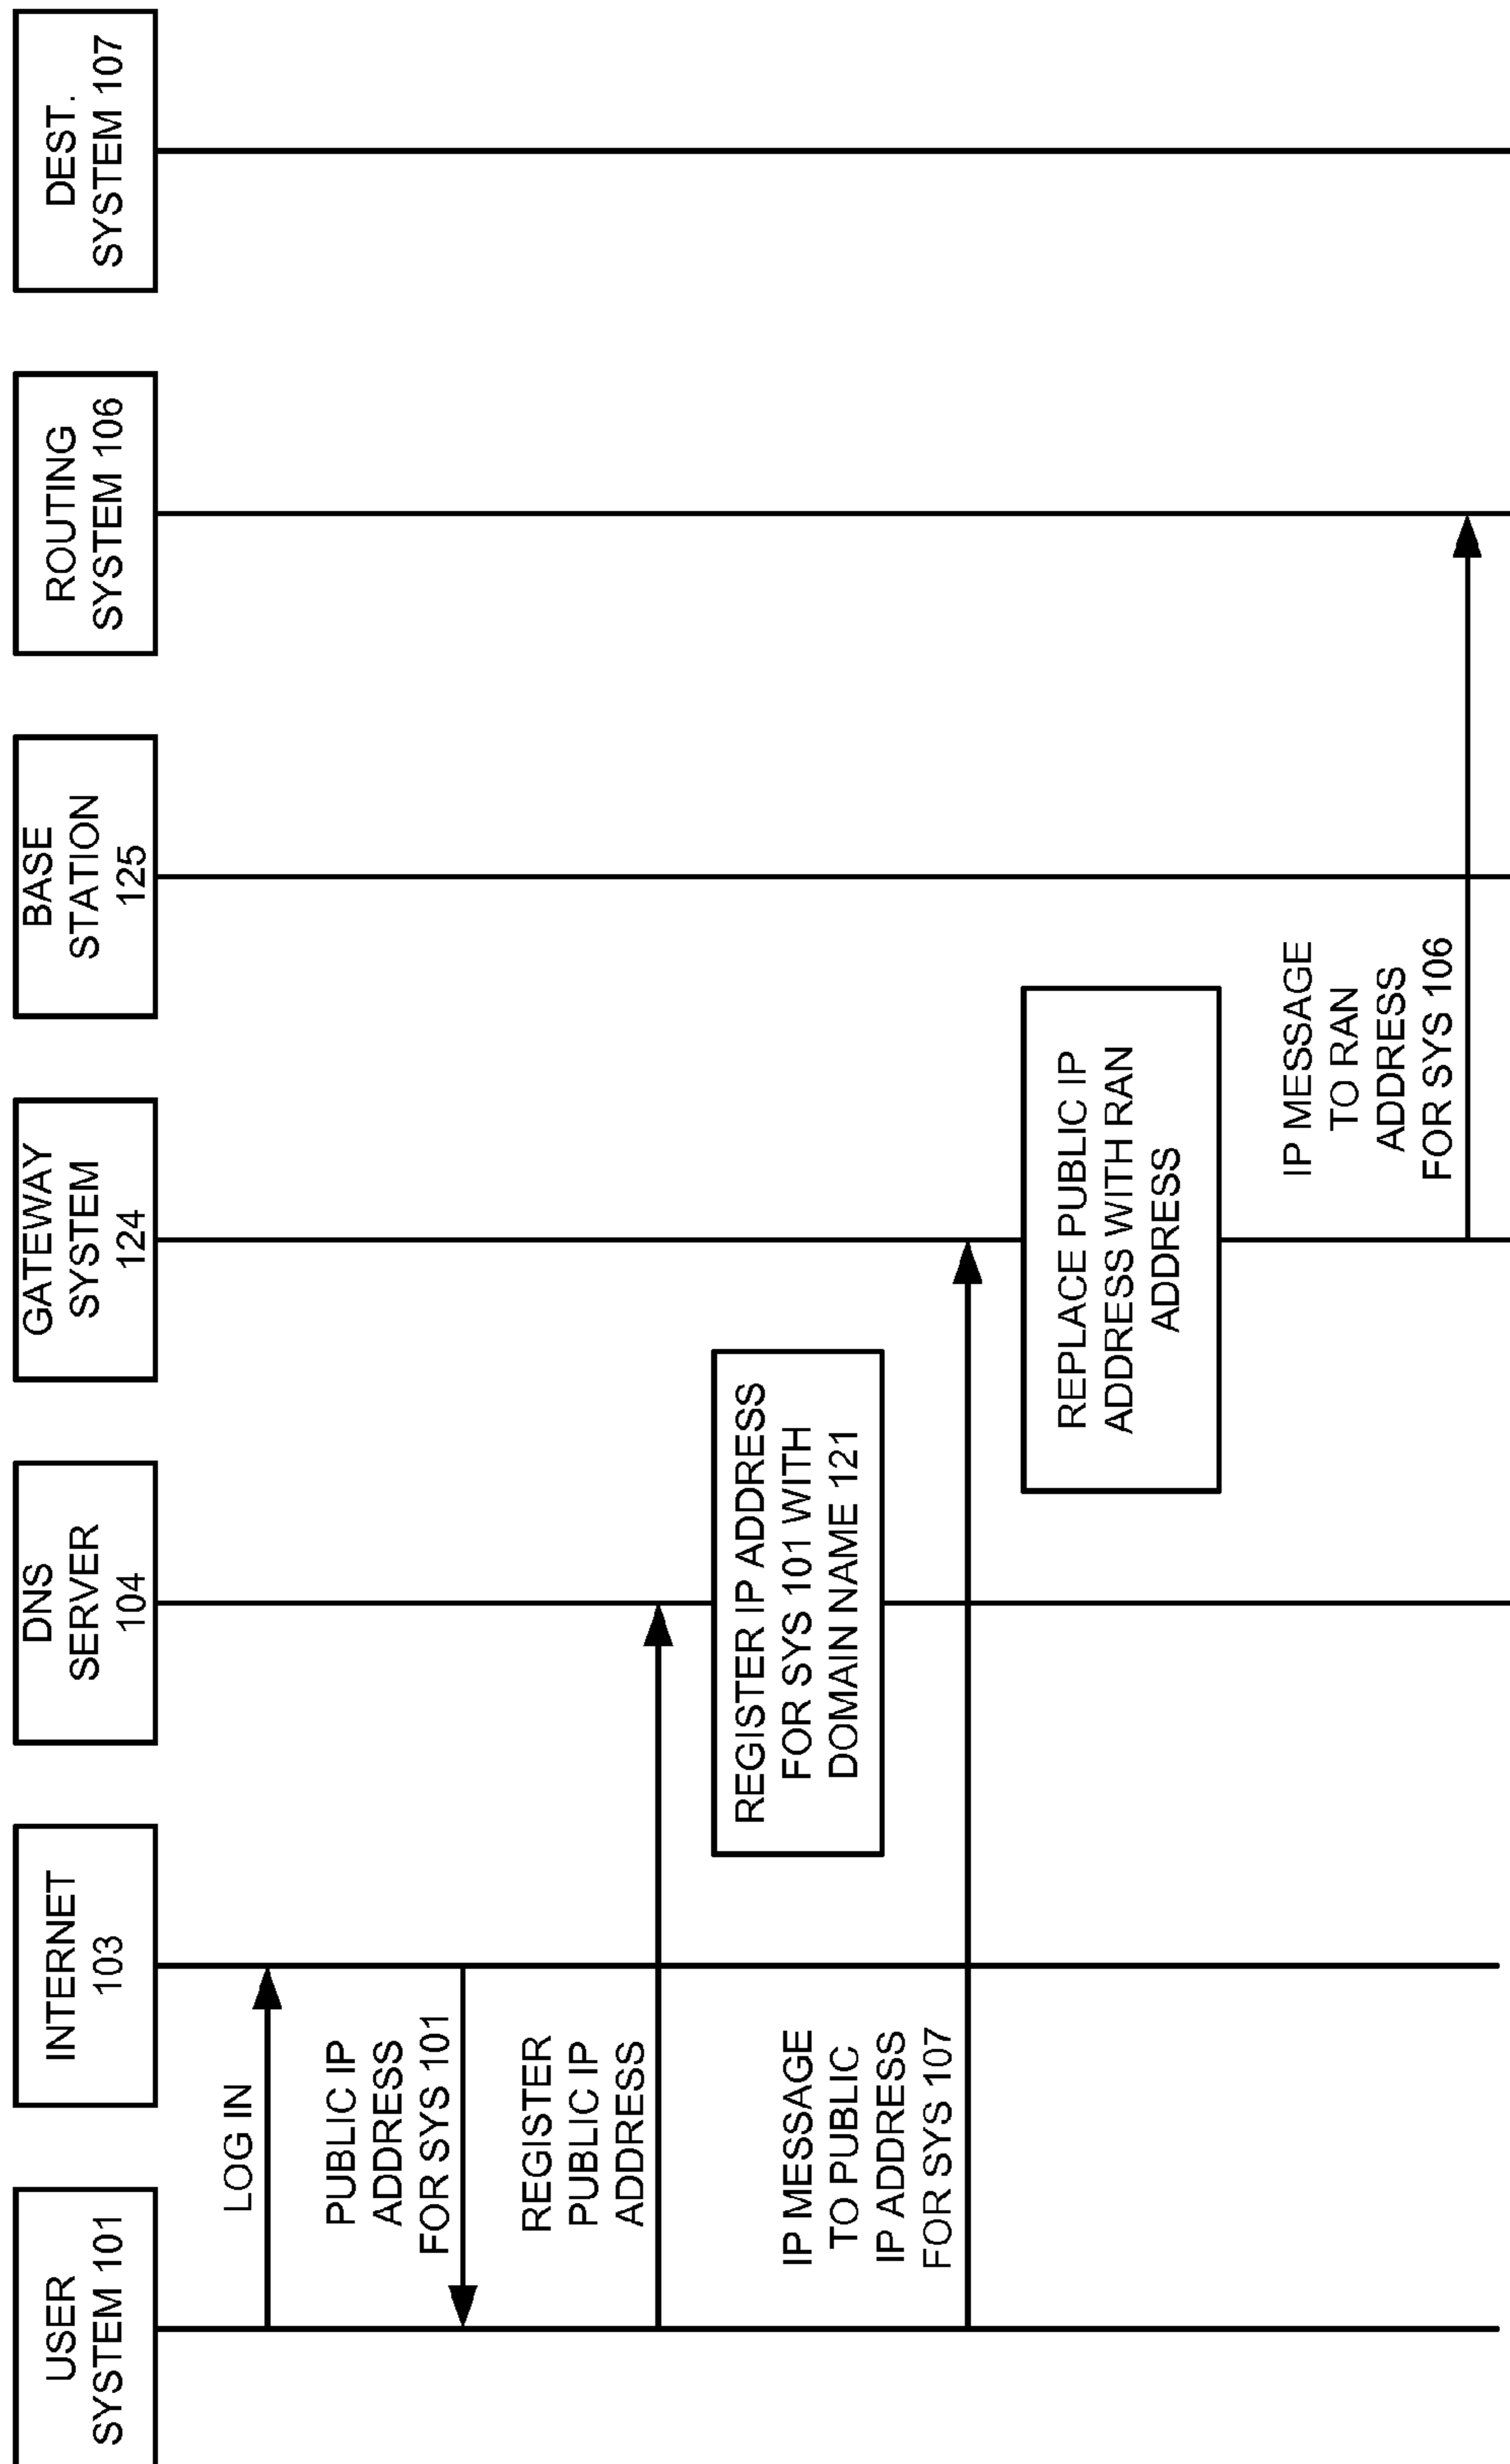 USER
SYSTEM 101
INTERNET
103
DNS
SERVER
104
GATEWAY
SYSTEM
124
BASE
STATION
125
ROUTING
SYSTEM 106
DEST.
SYSTEM 107
LOG IN
PUBLIC IP
ADDRESS
FOR SYS 101
REGISTER
PUBLIC IP
ADDRESS
REGISTER IP ADDRESS
FOR SYS 101 WITH
DOMAIN NAME 121
IP MESSAGE
TO PUBLIC
IP ADDRESS
FOR SYS 107
REPLACE PUBLIC IP
ADDRESS WITH RAN
ADDRESS
IP MESSAGE
TO RAN
ADDRESS
FOR SYS 106